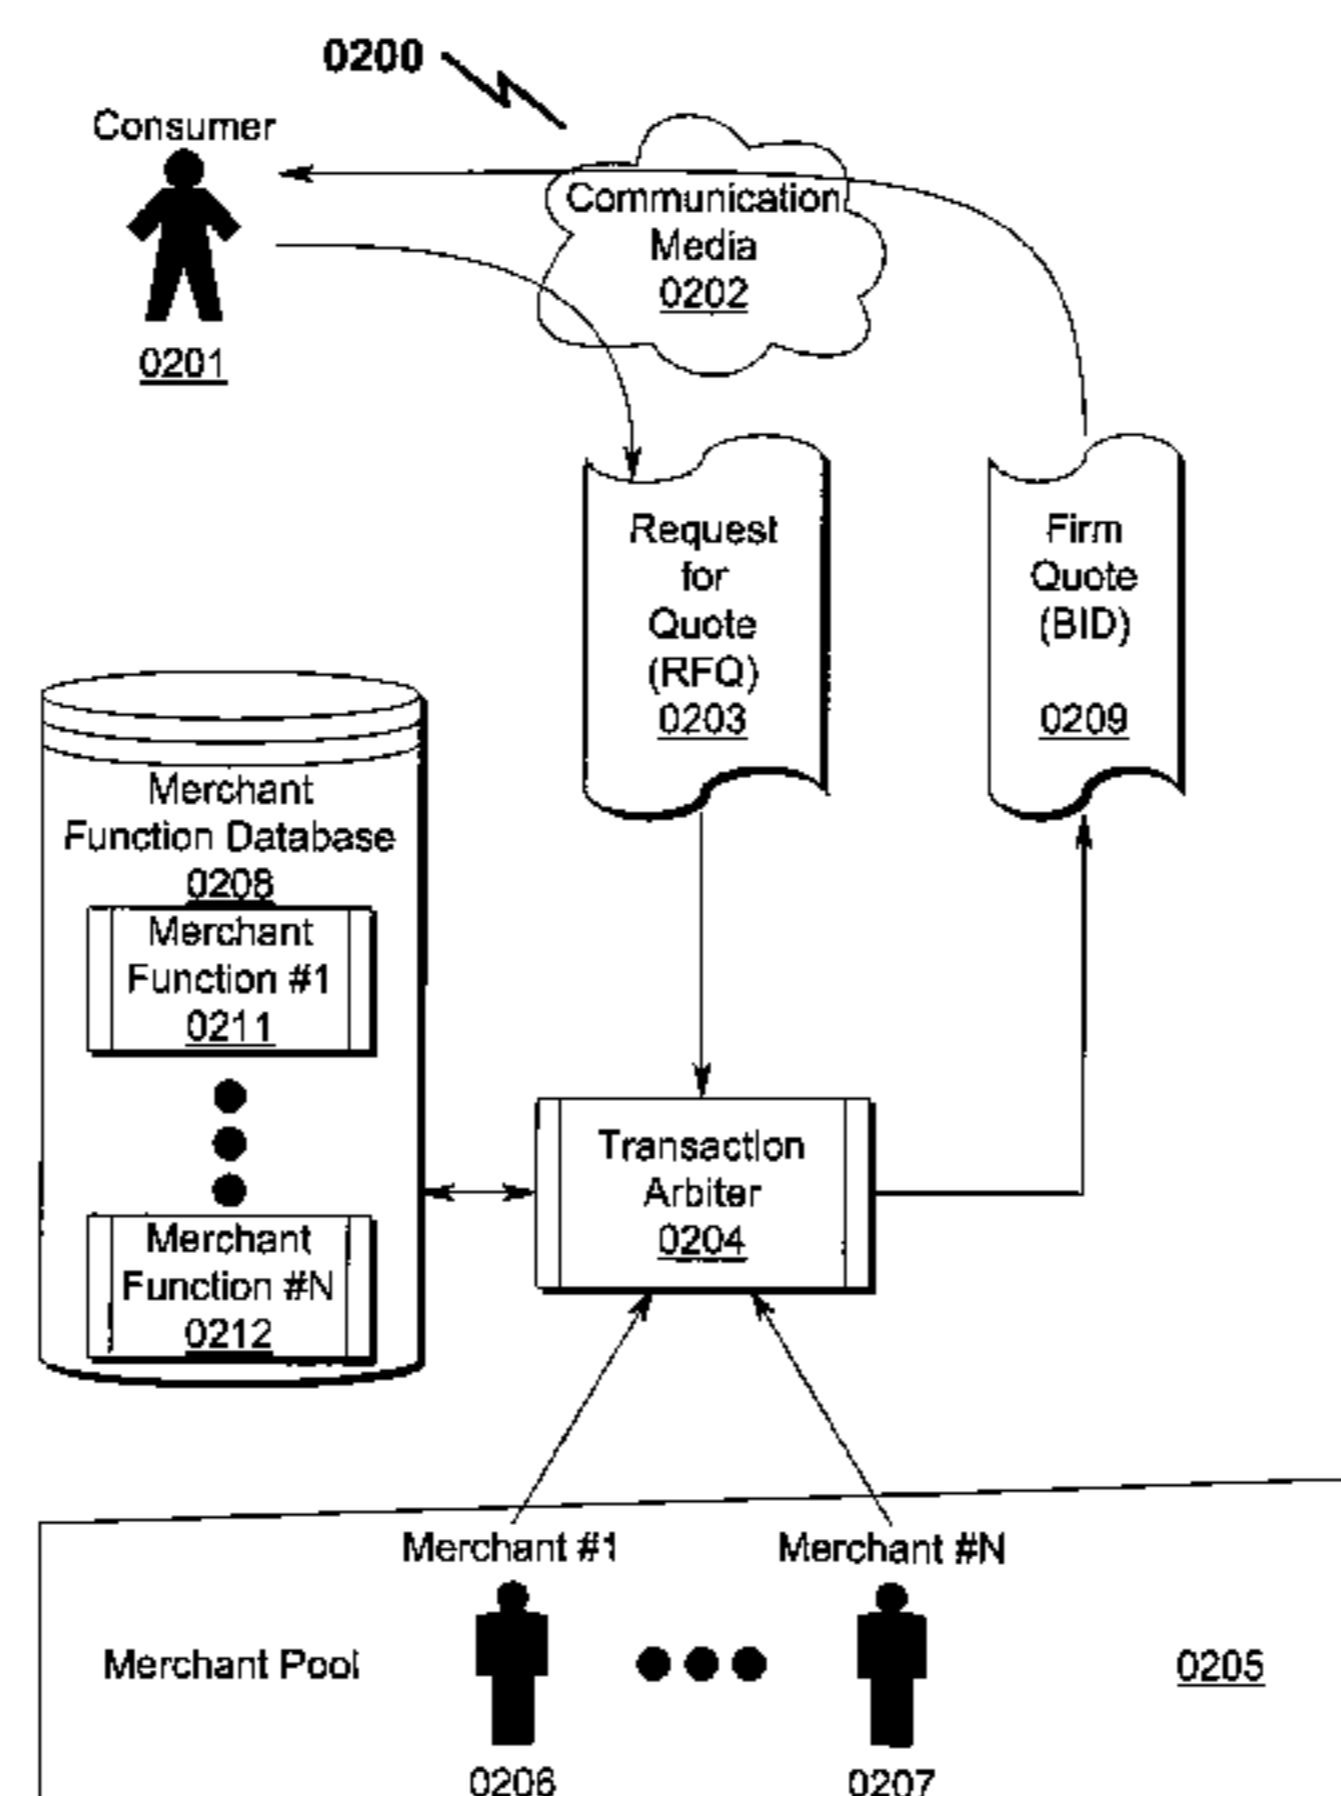 0200
Consumer
0201
Communication
Media
0202
Request
for
Quote
(RFQ)
0203
Firm
Quote
(BID)
0209
Merchant
Function Database
0208
Merchant
Function #1
0211
Merchant
Function #N
0212
Transaction
Arbiter
0204
Merchant #1
Merchant #N
Merchant Pool
0205
0206
0207